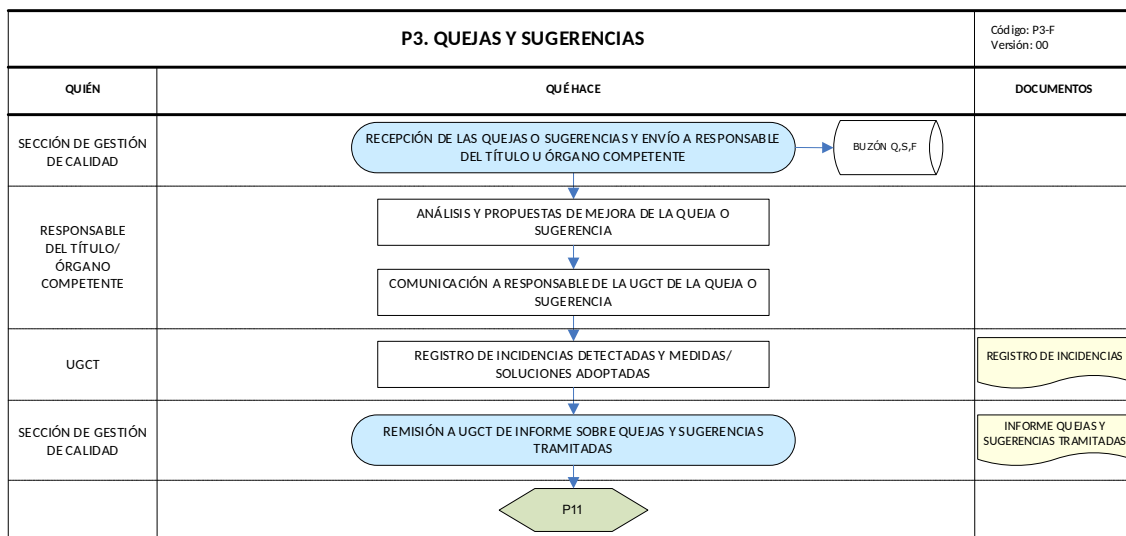 P3. QUEJAS Y SUGERENCIAS
Código: P3-F
Versión: 00
QUIÉN
QUÉ HACE
DOCUMENTOS
SECCIÓN DE GESTIÓN
DE CALIDAD
RECEPCIÓN DE LAS QUEJAS O SUGERENCIAS Y ENVÍO A RESPONSABLE
DEL TÍTULO U ÓRGANO COMPETENTE
BUZÓN Q,S,F
RESPONSABLE
DEL TÍTULO/
ÓRGANO
COMPETENTE
ANÁLISIS Y PROPUESTAS DE MEJORA DE LA QUEJA O
SUGERENCIA
COMUNICACIÓN A RESPONSABLE DE LA UGCT DE LA QUEJA O
SUGERENCIA
UGCT
REGISTRO DE INCIDENCIAS DETECTADAS Y MEDIDAS/
SOLUCIONES ADOPTADAS
REGISTRO DE INCIDENCIAS
SECCIÓN DE GESTIÓN
DE CALIDAD
REMISIÓN A UGCT DE INFORME SOBRE QUEJAS Y SUGERENCIAS
TRAMITADAS
INFORME QUEJAS Y
SUGERENCIAS TRAMITADAS
P11